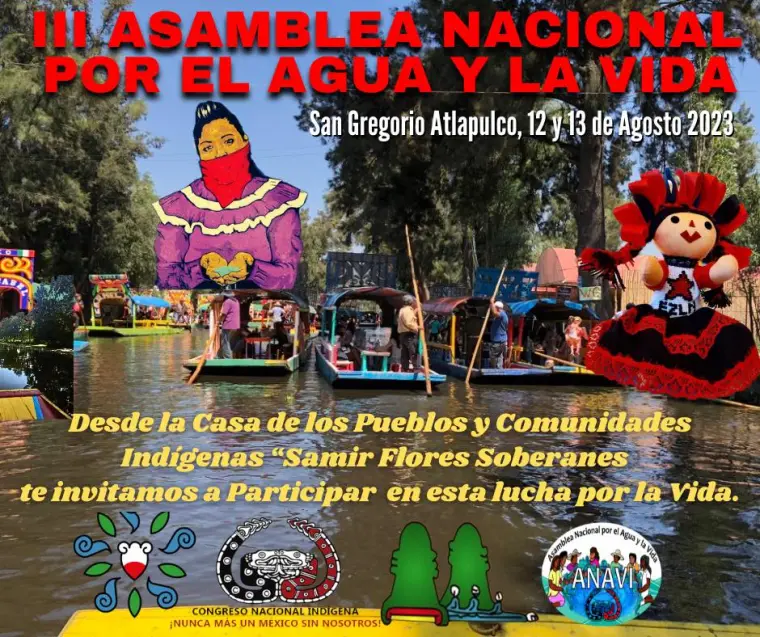 III ASAMBLEA NACIONAL
POR EL AGUA Y LA VIDA
San Gregorio Atlapulco, 12 y 13 de Agosto 2023
EZLN
Desde la Casa de los Pueblos y Comunidades
Indígenas “Samir Flores Soberanes
te invitamos a Participar en esta lucha por la Vida.
Asamblea Nacional por el Agua y la Vida
ANAVI
CONGRESO NACIONAL INDÍGENA
¡NUNCA MÁS UN MÉXICO SIN NOSOTROS!